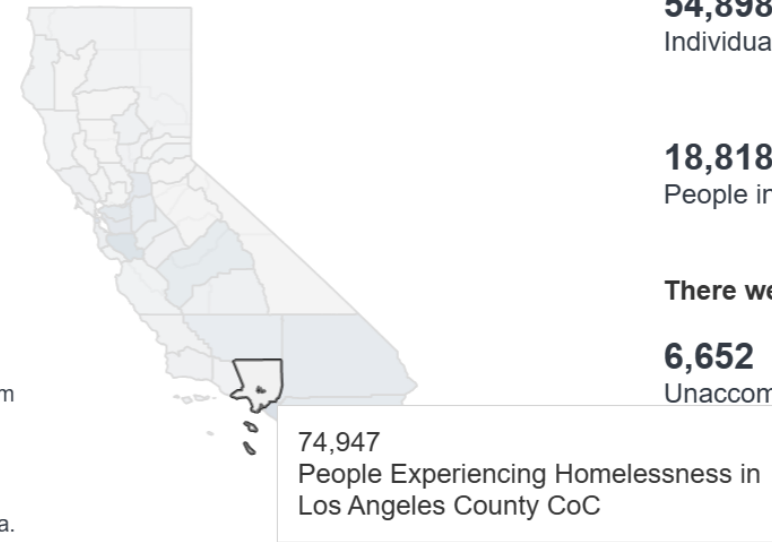 54,898
Individua
18,818
People in
There we
6,652
Unaccom
m
74,947
People Experiencing Homelessness in
Los Angeles County CoC
a.